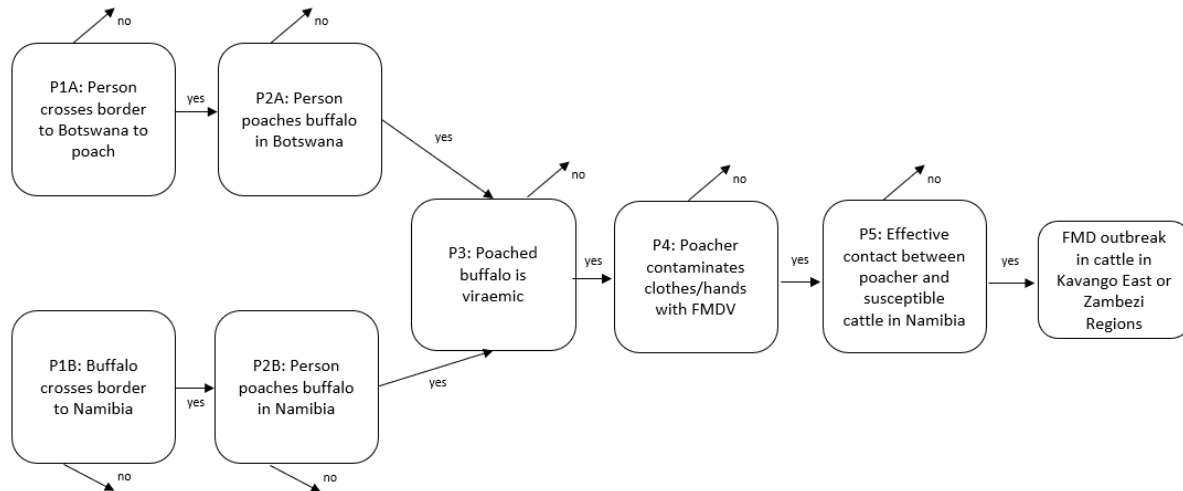 no
P1A: Person
crosses border
to Botswana to
poach
yes
no
P2A: Person
poaches buffalo
in Botswana
yes
P1B: Buffalo
crosses border
to Namibia
no
yes
P2B: Person
poaches buffalo
in Namibia
no
yes
no
P3: Poached
buffalo is
viraemic
yes
no
P4: Poacher
contaminates
clothes/hands
with FMDV
yes
no
P5: Effective
contact between
poacher and
susceptible
cattle in Namibia
yes
FMD outbreak
in cattle in
Kavango East or
Zambezi
Regions